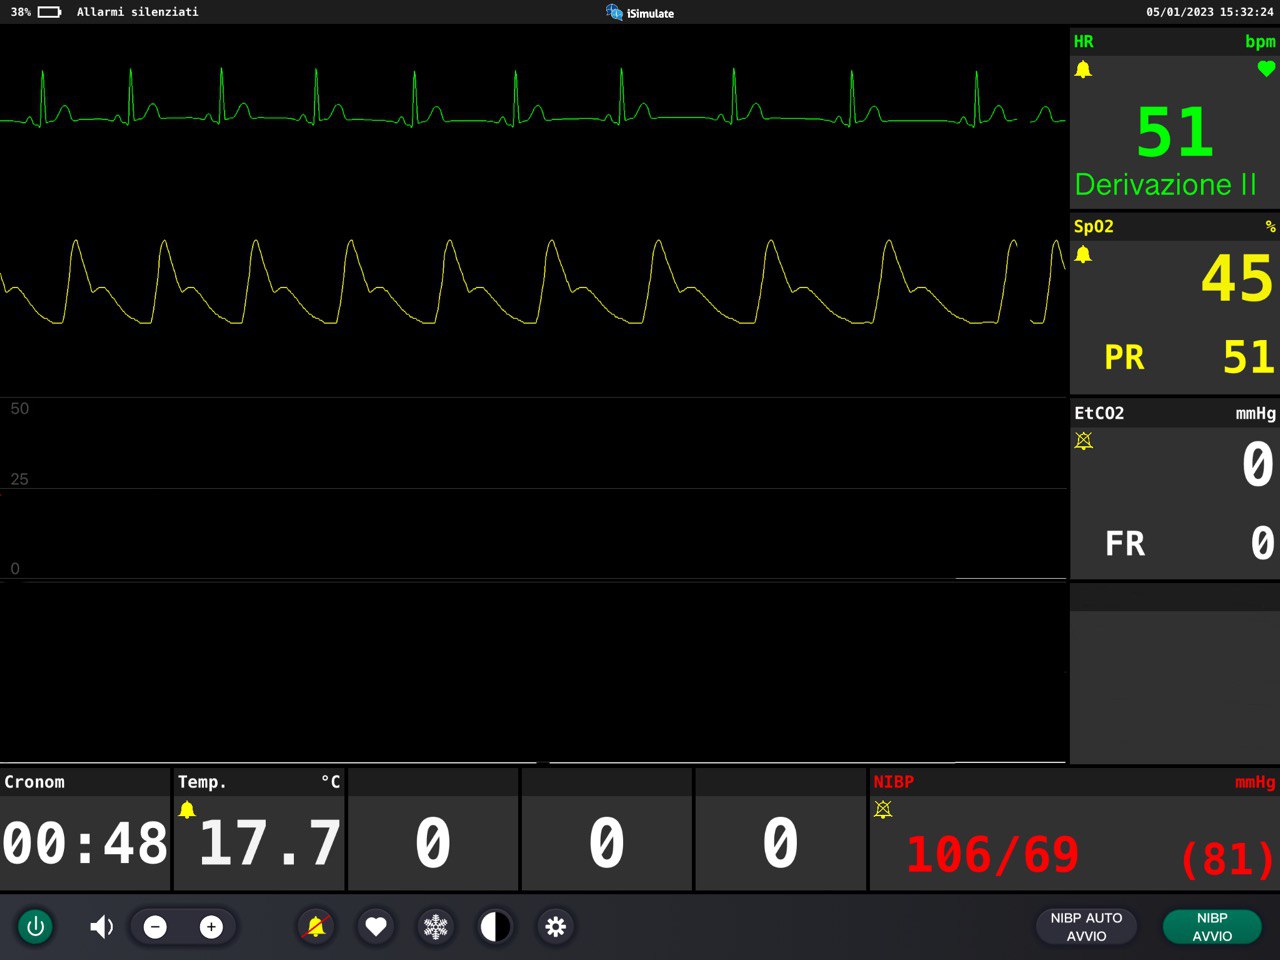 38% Allarmi silenziati
iSimulate
05/01/2023 15:32:24
HR bpm
51
Derivazione II
SpO2 %
45
PR 51
50
25
0
EtCO2 mmHg
0
FR 0
Cronom
00:48
Temp. °C
17.7
0
0
0
NIBP mmHg
106/69 (81)
NIBP AUTO
AVVIO
NIBP
AVVIO